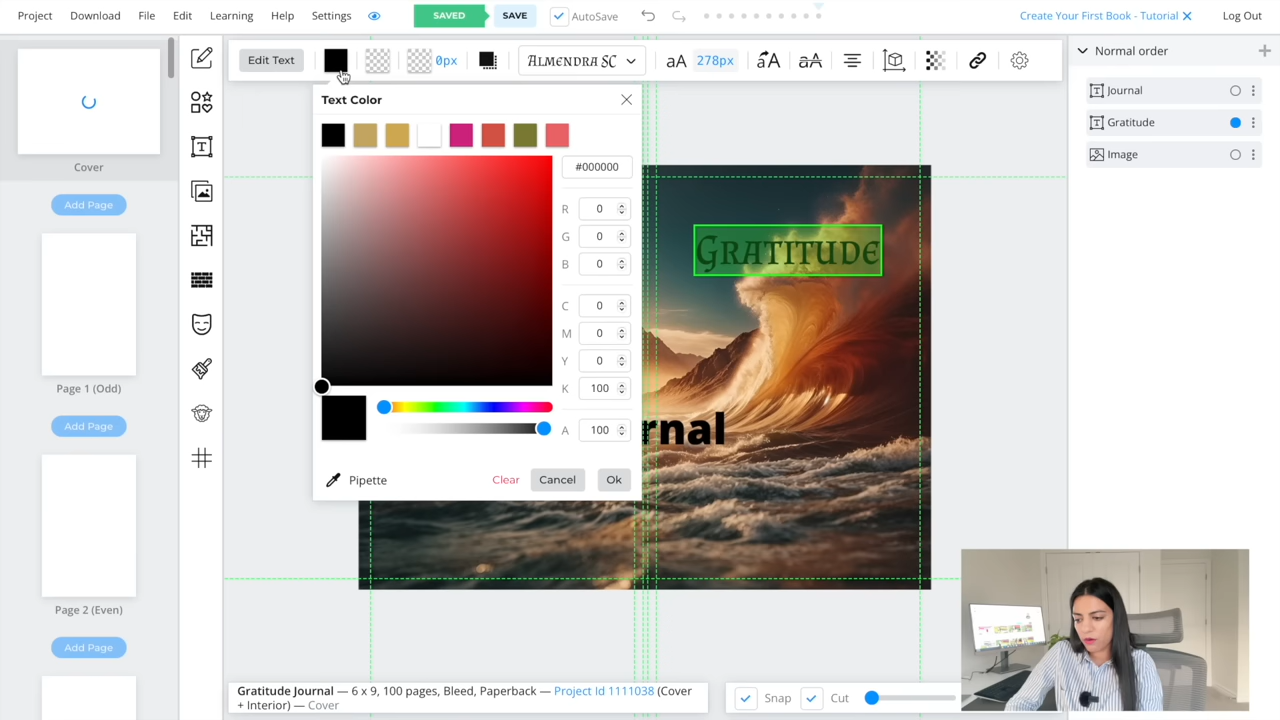 Project Download File Edit Learning Help Settings SAVED SAVE AutoSave Create Your First Book - Tutorial Log Out
Edit Text 0px Almendra SC aA 278px
Normal order
Journal
Gratitude
Image
Cover
Add Page
Page 1 (Odd)
Add Page
Page 2 (Even)
Add Page
Text Color
#000000
R 0
G 0
B 0
C 0
M 0
Y 0
K 100
A 100
Pipette Clear Cancel Ok
Gratitude
rnal
Gratitude Journal — 6 x 9, 100 pages, Bleed, Paperback — Project Id 1111038 (Cover
+ Interior) — Cover
Snap Cut